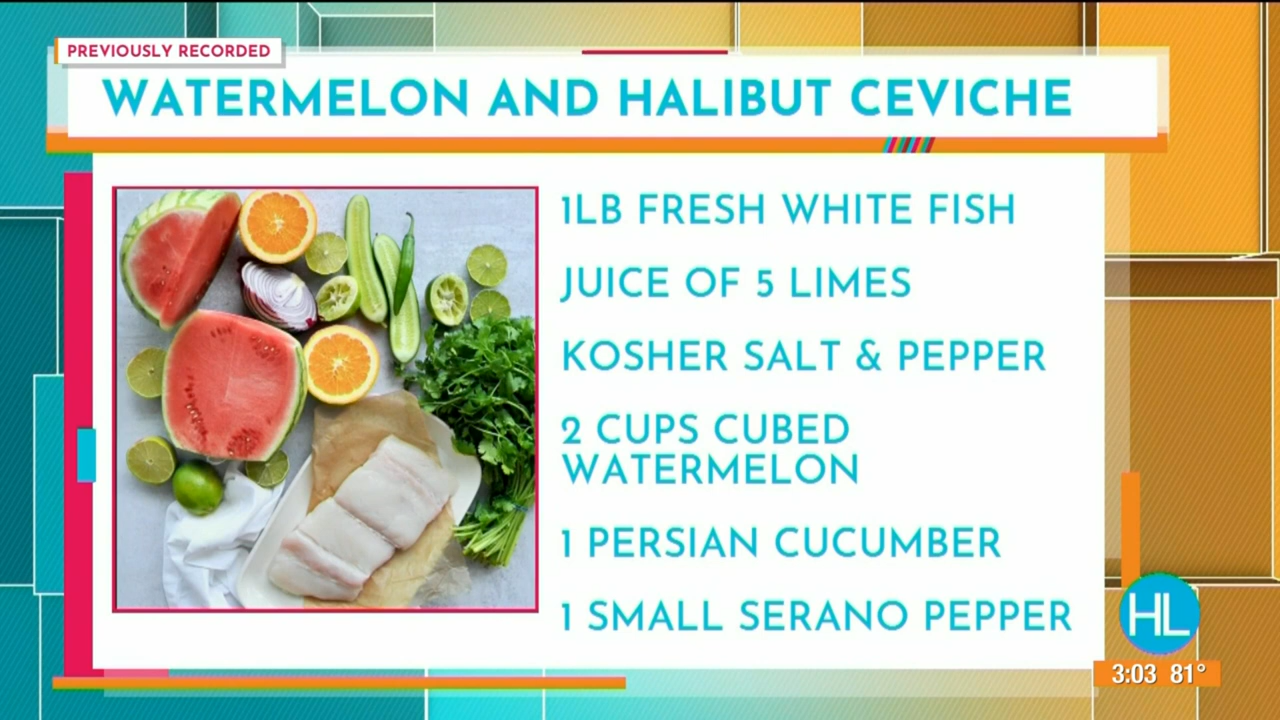 PREVIOUSLY RECORDED
WATERMELON AND HALIBUT CEVICHE
1LB FRESH WHITE FISH
JUICE OF 5 LIMES
KOSHER SALT & PEPPER
2 CUPS CUBED
WATERMELON
1 PERSIAN CUCUMBER
1 SMALL SERANO PEPPER
HL
3:03 81°